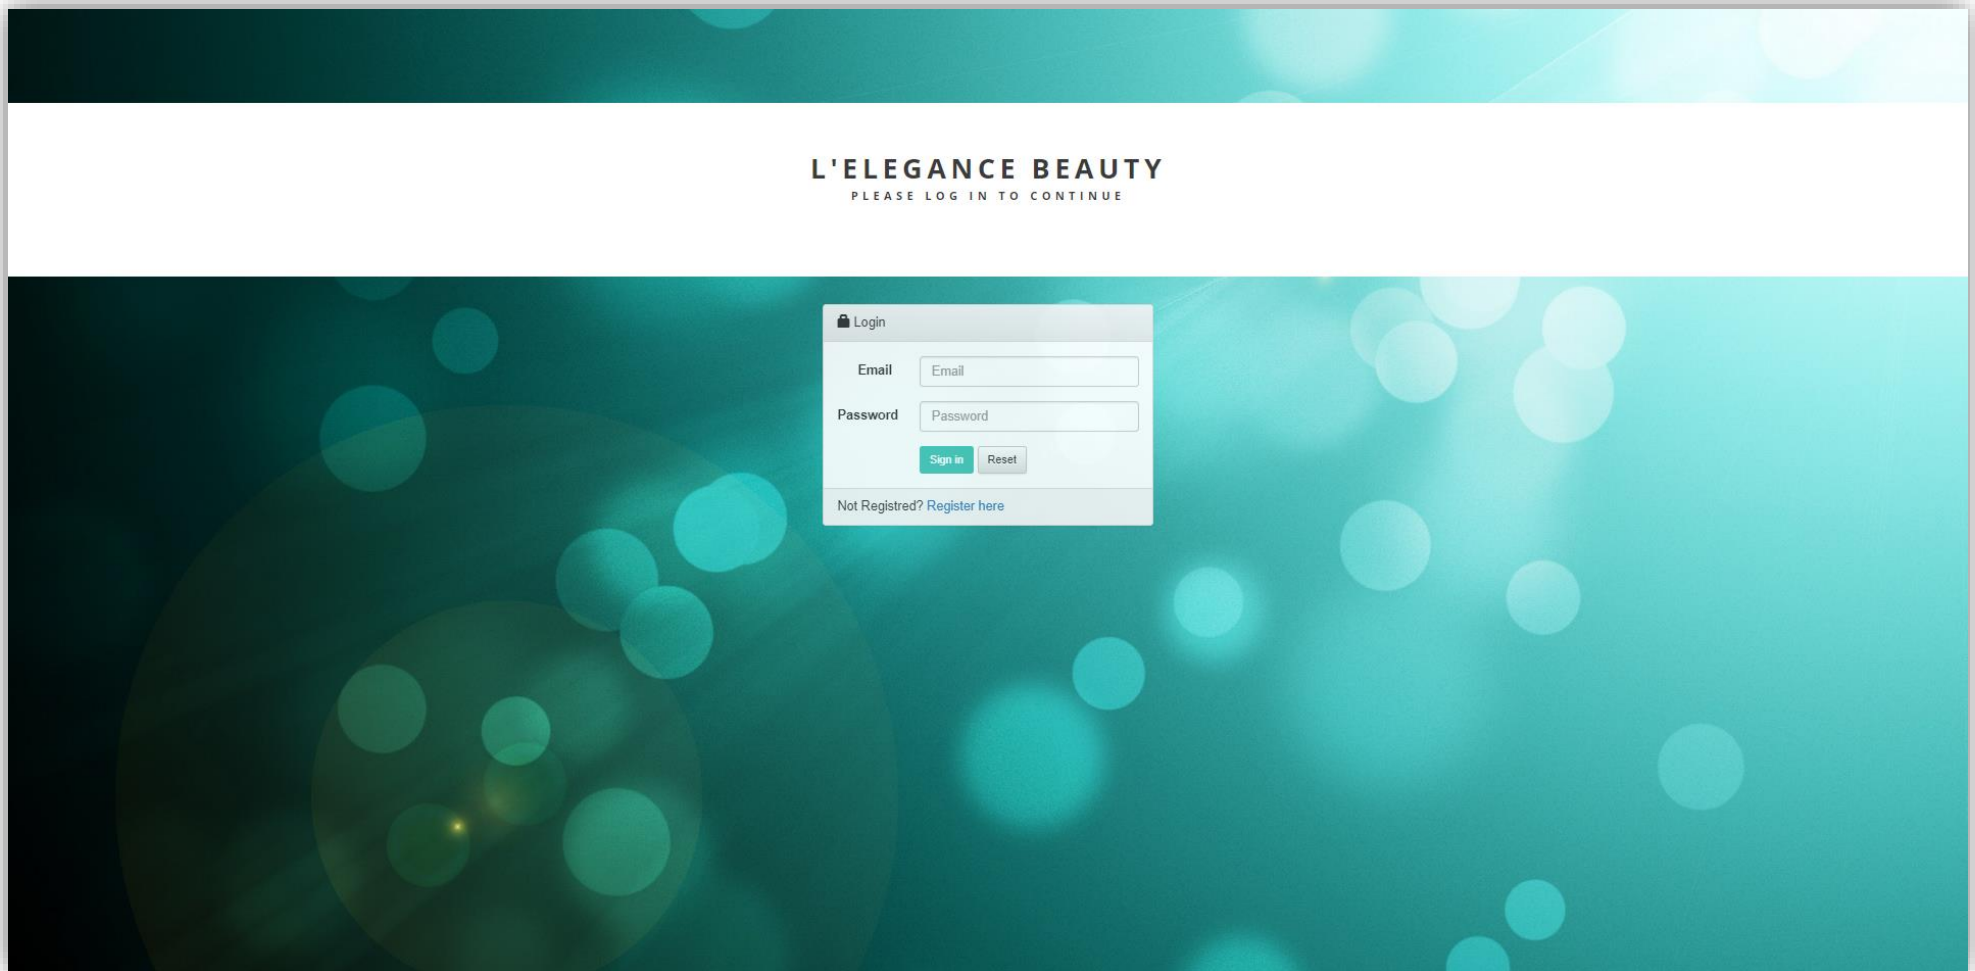 L'ELEGANCE BEAUTY
PLEASE LOG IN TO CONTINUE
Login
Email Email
Password Password
Sign in Reset
Not Registred? Register here